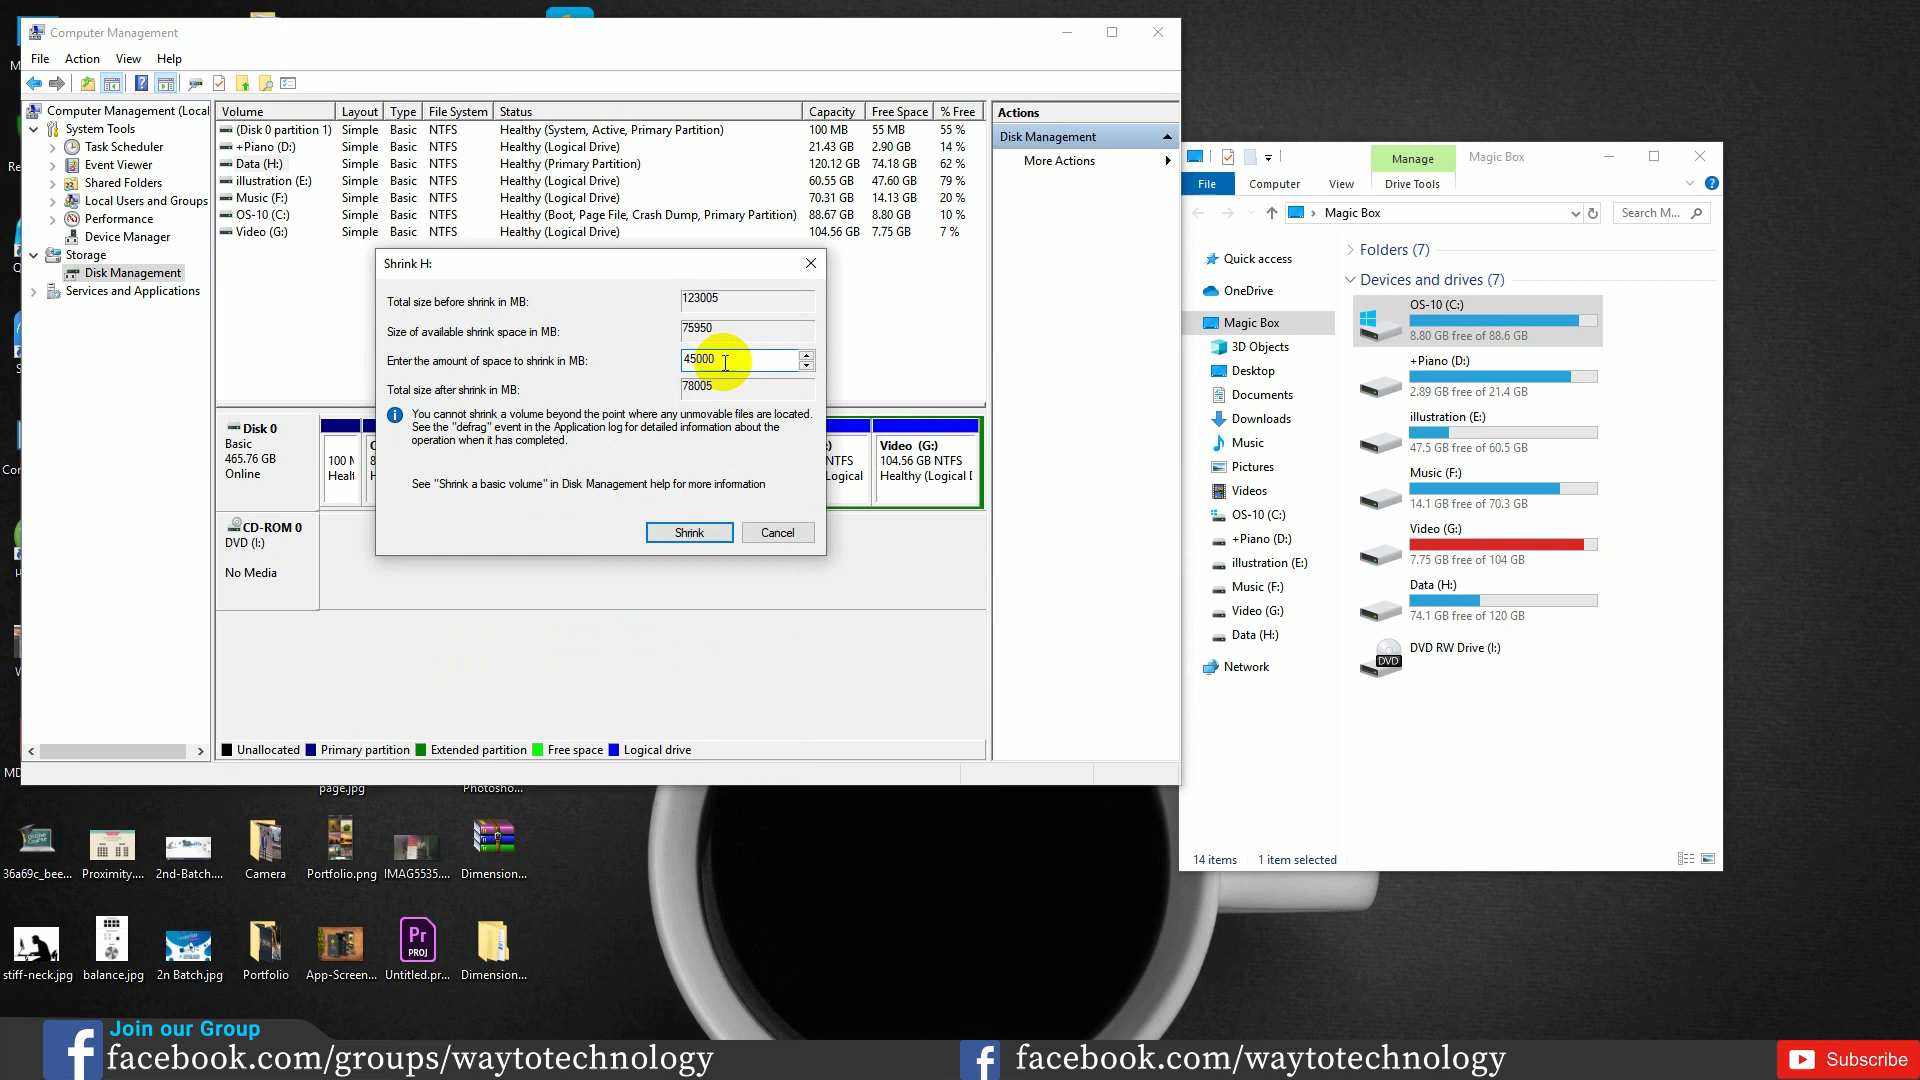 Computer Management
File Action View Help
Computer Management (Local
System Tools
Task Scheduler
Event Viewer
Shared Folders
Local Users and Groups
Performance
Device Manager
Storage
Disk Management
Services and Applications
Volume Layout Type File System Status Capacity Free Space % Free
(Disk 0 partition 1) Simple Basic NTFS Healthy (System, Active, Primary Partition) 100 MB 55 MB 55 %
+Piano (D:) Simple Basic NTFS Healthy (Logical Drive) 21.43 GB 2.90 GB 14 %
Data (H:) Simple Basic NTFS Healthy (Primary Partition) 120.12 GB 74.18 GB 62 %
illustration (E:) Simple Basic NTFS Healthy (Logical Drive) 60.55 GB 47.60 GB 79 %
Music (F:) Simple Basic NTFS Healthy (Logical Drive) 70.31 GB 14.13 GB 20 %
OS-10 (C:) Simple Basic NTFS Healthy (Boot, Page File, Crash Dump, Primary Partition) 88.67 GB 8.80 GB 10 %
Video (G:) Simple Basic NTFS Healthy (Logical Drive) 104.56 GB 7.75 GB 7 %
Actions
Disk Management
More Actions
Shrink H:
Total size before shrink in MB: 123005
Size of available shrink space in MB: 75950
Enter the amount of space to shrink in MB: 45000
Total size after shrink in MB: 78005
You cannot shrink a volume beyond the point where any unmovable files are located.
See the "defrag" event in the Application log for detailed information about the
operation when it has completed.
See "Shrink a basic volume" in Disk Management help for more information
Shrink Cancel
Disk 0
Basic
465.76 GB
Online
100 M
Healt
:)
NTFS
Logical
Video (G:)
104.56 GB NTFS
Healthy (Logical D
CD-ROM 0
DVD (I:)
No Media
Unallocated Primary partition Extended partition Free space Logical drive
Manage Magic Box
File Computer View Drive Tools
Magic Box
Search M...
Quick access
OneDrive
Magic Box
3D Objects
Desktop
Documents
Downloads
Music
Pictures
Videos
OS-10 (C:)
+Piano (D:)
illustration (E:)
Music (F:)
Video (G:)
Data (H:)
Network
Folders (7)
Devices and drives (7)
OS-10 (C:)
8.80 GB free of 88.6 GB
+Piano (D:)
2.89 GB free of 21.4 GB
illustration (E:)
47.5 GB free of 60.5 GB
Music (F:)
14.1 GB free of 70.3 GB
Video (G:)
7.75 GB free of 104 GB
Data (H:)
74.1 GB free of 120 GB
DVD
DVD RW Drive (I:)
14 items 1 item selected
page.jpg Photosho...
36a69c_bee... Proximity.... 2nd-Batch.... Camera Portfolio.png IMAG5535.... Dimension...
Pr
PROJ
stiff-neck.jpg balance.jpg 2n Batch.jpg Portfolio App-Screen... Untitled.pr... Dimension...
Join our Group
facebook.com/groups/waytotechnology
facebook.com/waytotechnology
Subscribe